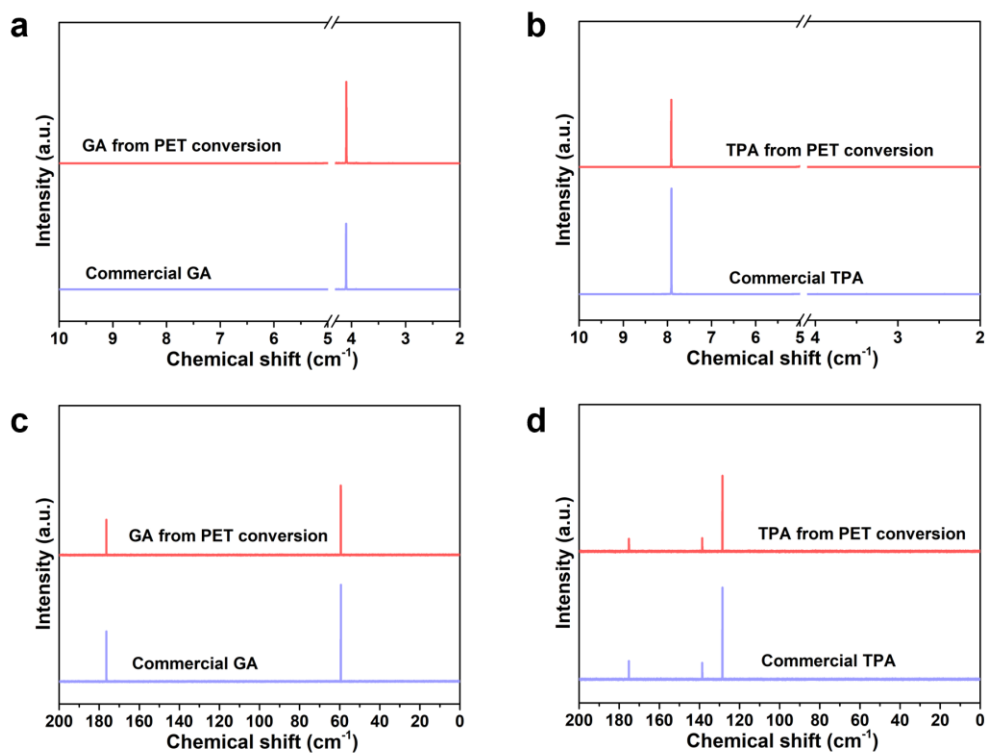 a
Intensity (a.u.)
GA from PET conversion
Commercial GA
10 9 8 7 6 5 4 3 2
Chemical shift (cm⁻¹)
b
Intensity (a.u.)
TPA from PET conversion
Commercial TPA
10 9 8 7 6 5 4 3 2
Chemical shift (cm⁻¹)
c
Intensity (a.u.)
GA from PET conversion
Commercial GA
200 180 160 140 120 100 80 60 40 20 0
Chemical shift (cm⁻¹)
d
Intensity (a.u.)
TPA from PET conversion
Commercial TPA
200 180 160 140 120 100 80 60 40 20 0
Chemical shift (cm⁻¹)